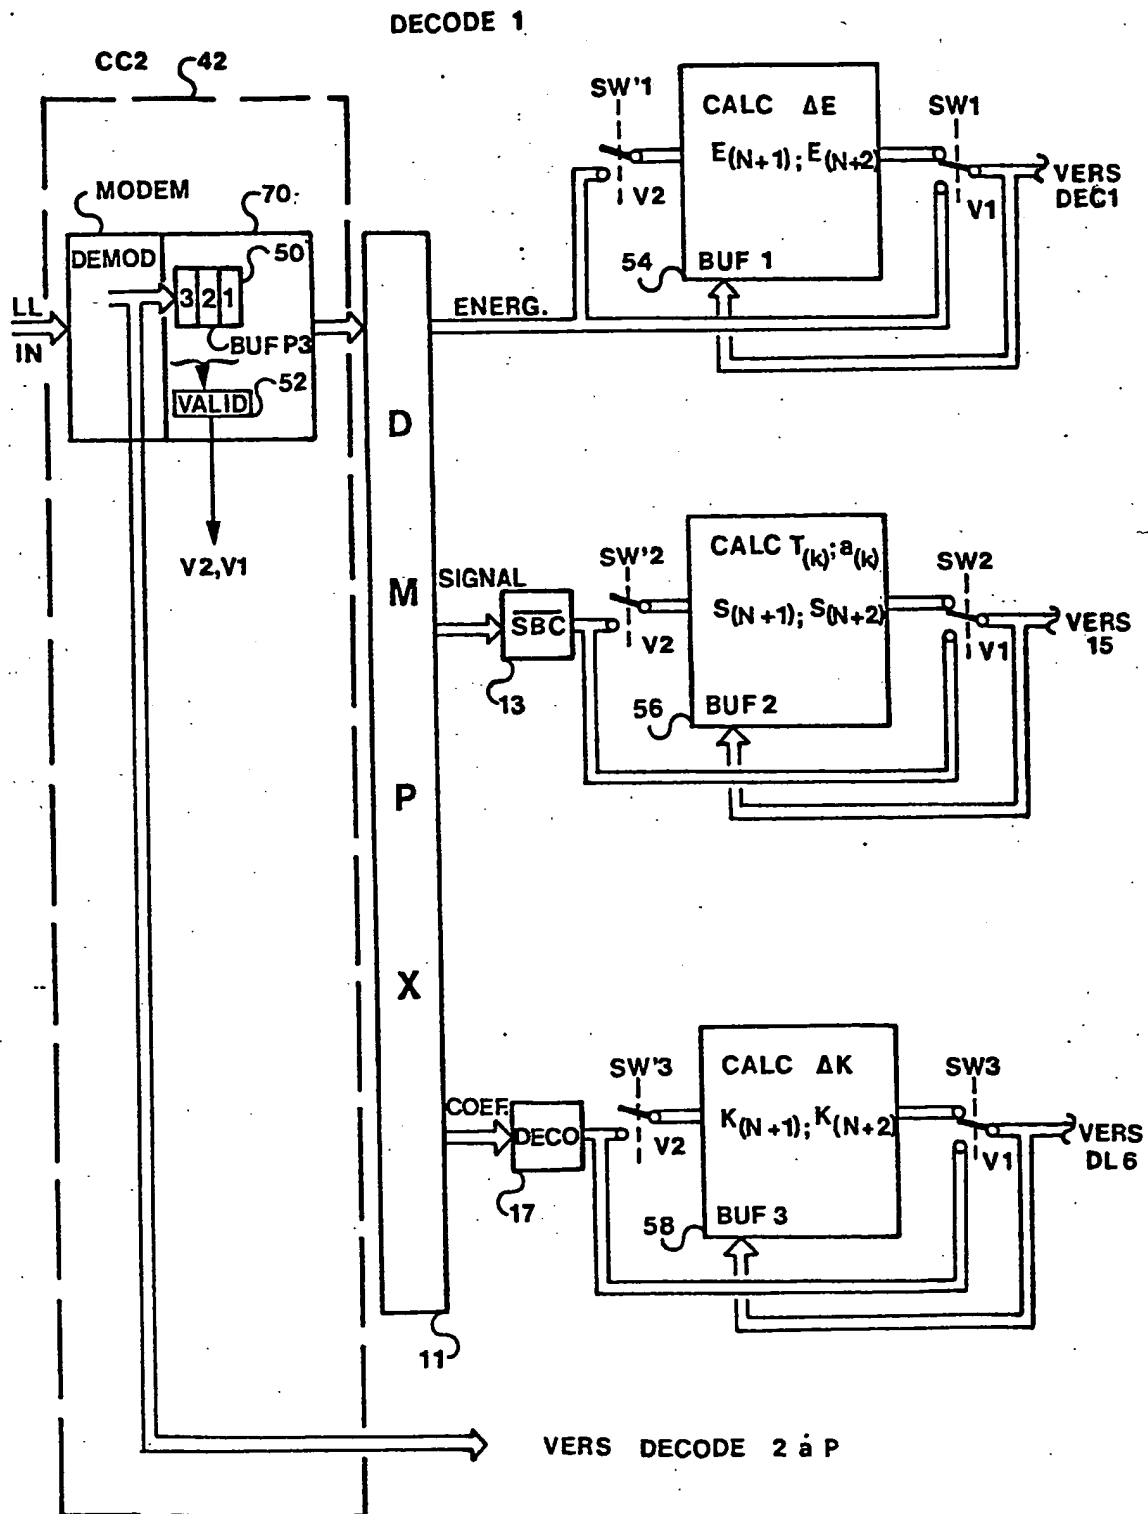 DECODE 1
CC2 42
MODEM 70
DEMOD 50
3 2 1
LL
IN
BUF P3
VALID 52
V2,V1
D
M
P
X
11
ENERG.
SW'1
V2
CALC ΔE
E(N+1); E(N+2)
BUF 1
54
SW1
V1
VERS
DEC1
SIGNAL
SBC
13
SW'2
V2
CALC T(k); a(k)
S(N+1); S(N+2)
BUF 2
56
SW2
V1
VERS
15
COEF.
DECO
17
SW'3
V2
CALC ΔK
K(N+1); K(N+2)
BUF 3
58
SW3
V1
VERS
DL6
VERS DECODE 2 à P